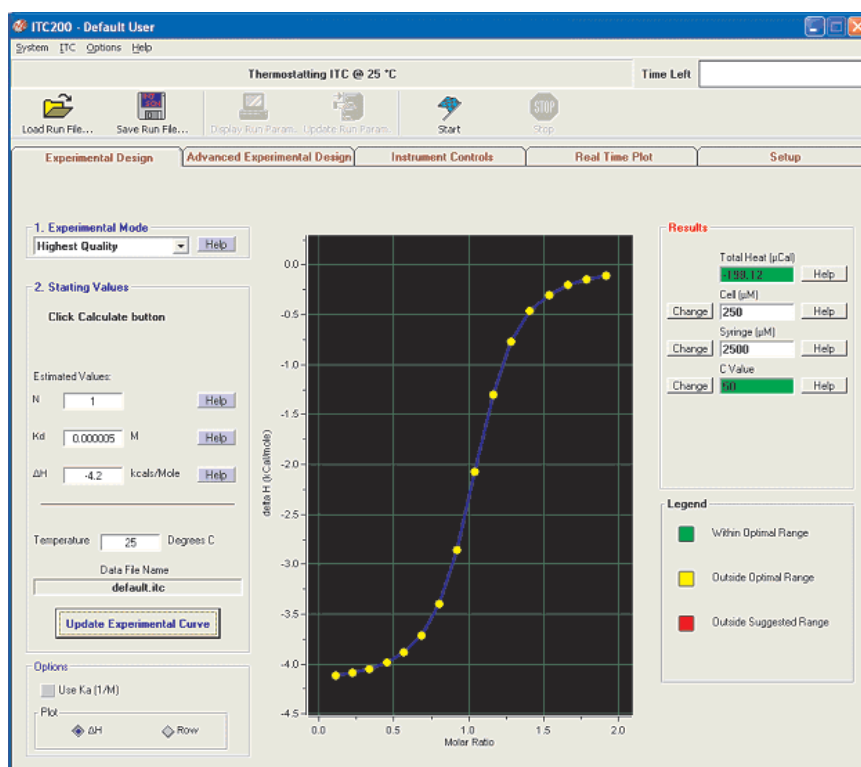 ITC200 - Default User
System ITC Options Help
Thermostatting ITC @ 25 °C
Time Left
Load Run File...
Save Run File...
Display Run Param...
Update Run Param.
Start
STOP
Stop
Experimental Design
Advanced Experimental Design
Instrument Controls
Real Time Plot
Setup
1. Experimental Mode
Highest Quality
Help
2. Starting Values
Click Calculate button
Estimated Values:
N 1 Help
Kd 0.000005 M Help
ΔH -4.2 kcals/Mole Help
Temperature 25 Degrees C
Data File Name
default.itc
Update Experimental Curve
Options
Use Ka (1/M)
Plot
ΔH Row
delta H (kCal/mole)
0.0
-0.5
-1.0
-1.5
-2.0
-2.5
-3.0
-3.5
-4.0
-4.5
0.0 0.5 1.0 1.5 2.0
Molar Ratio
Results
Total Heat (µCal)
-198.12 Help
Cell (µM)
Change 250 Help
Syringe (µM)
Change 2500 Help
C Value
Change 50 Help
Legend
Within Optimal Range
Outside Optimal Range
Outside Suggested Range